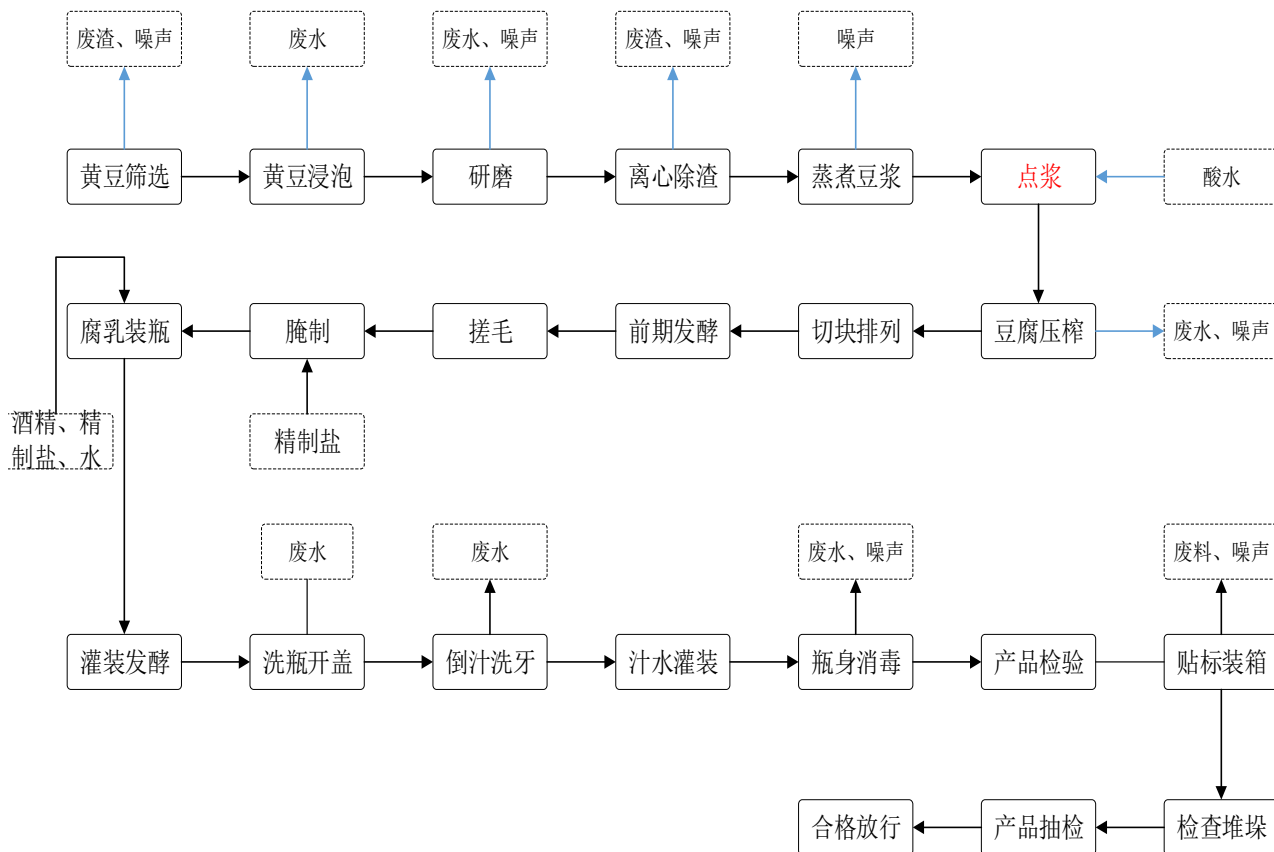 废渣、噪声
废水
废水、噪声
废渣、噪声
噪声
黄豆筛选
黄豆浸泡
研磨
离心除渣
蒸煮豆浆
点浆
酸水
腐乳装瓶
腌制
搓毛
前期发酵
切块排列
豆腐压榨
废水、噪声
酒精、精
制盐、水
精制盐
废水
废水
废水、噪声
废料、噪声
灌装发酵
洗瓶开盖
倒汁洗牙
汁水灌装
瓶身消毒
产品检验
贴标装箱
合格放行
产品抽检
检查堆垛